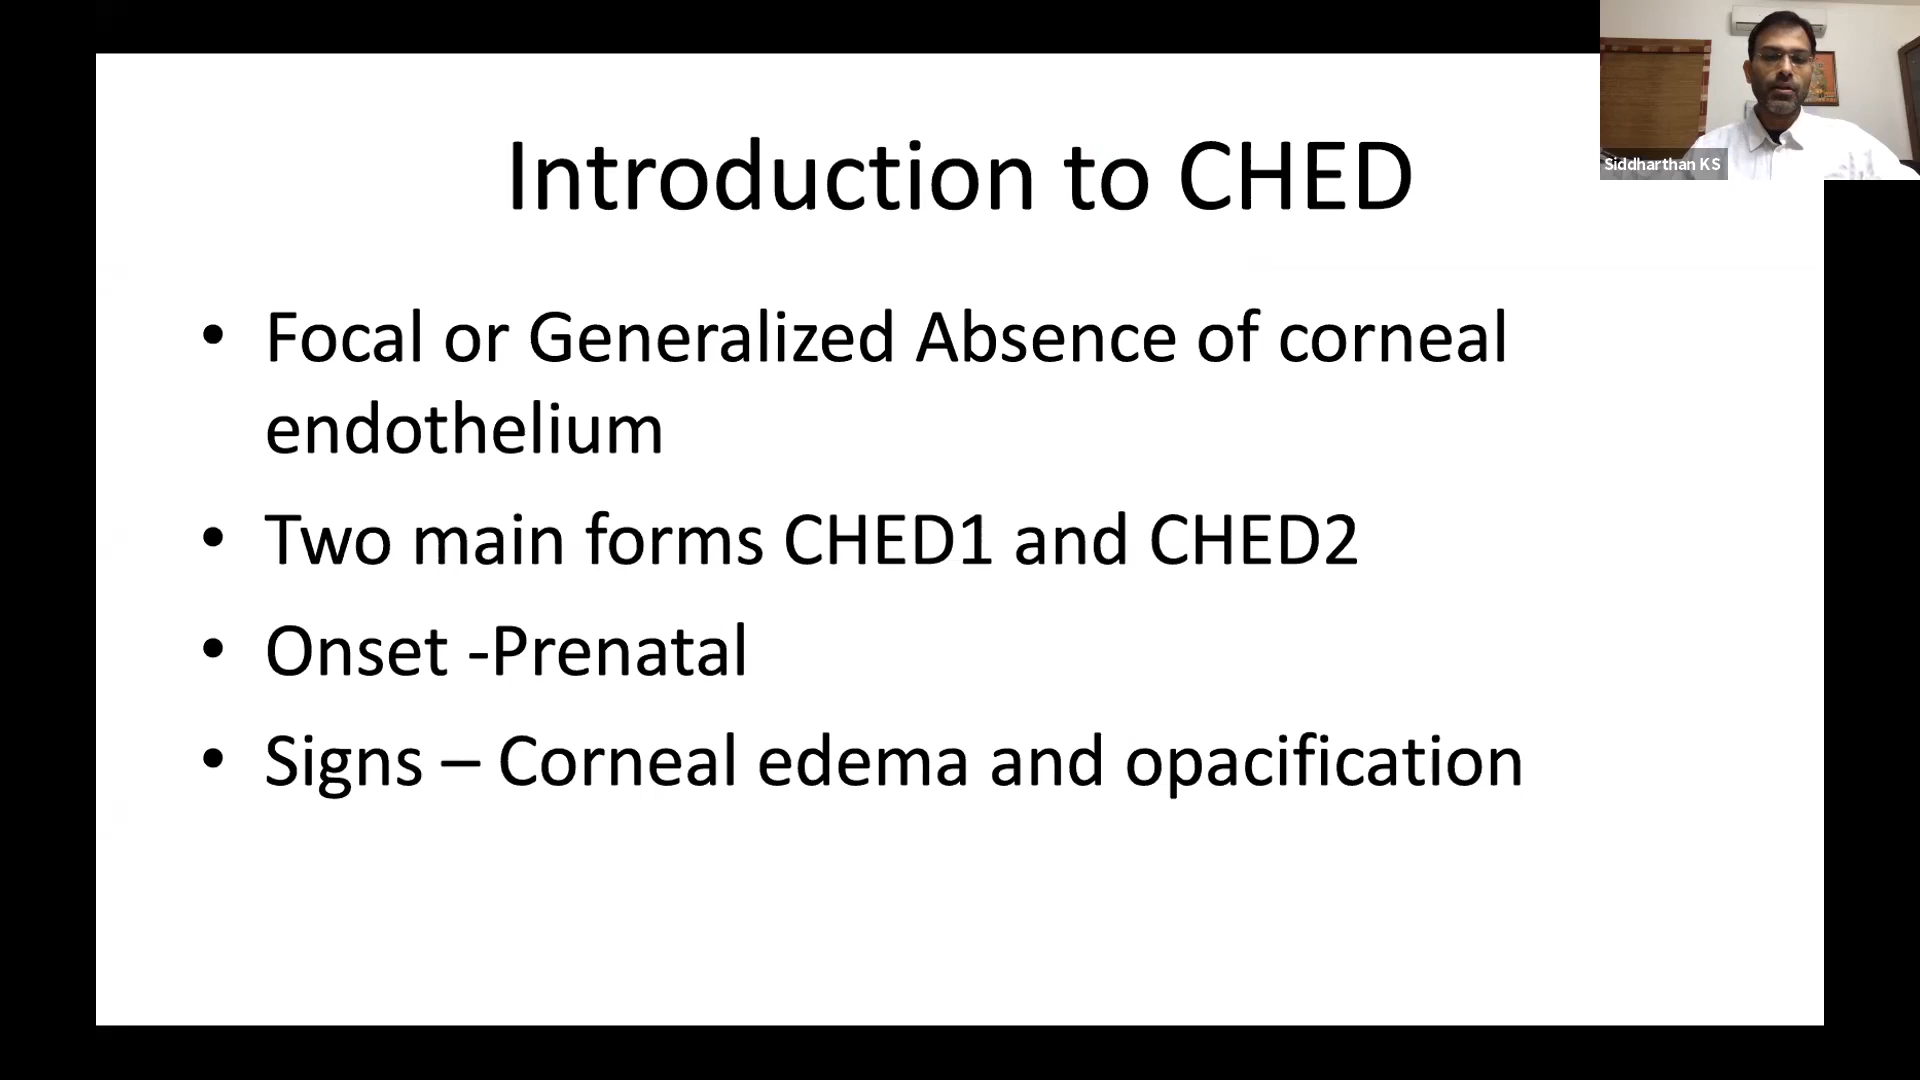 Introduction to CHED
Siddharthan KS
• Focal or Generalized Absence of corneal
endothelium
• Two main forms CHED1 and CHED2
• Onset -Prenatal
• Signs – Corneal edema and opacification